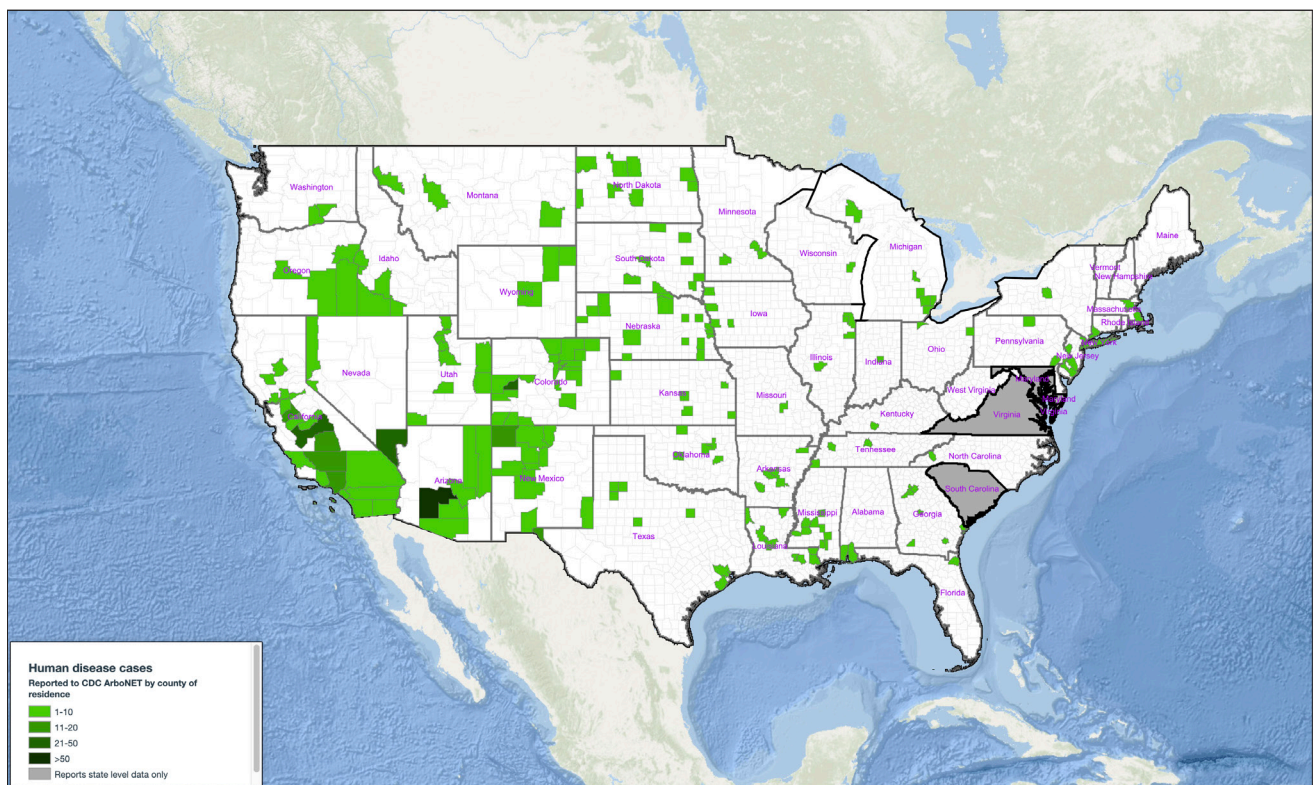 Washington
Montana
North Dakota
Minnesota
Maine
Michigan
Wisconsin
Idaho
Oregon
South Dakota
Vermont
New Hampshire
Wyoming
Massachuset
Iowa
Nebraska
Rhode
Pennsylvania
Ohio
New Jersey
Illinois
Indiana
Nevada
Utah
Colorado
Kansas
Missouri
West Virginia
Virginia
Kentucky
California
Tennessee
North Carolina
Oklahoma
Arkansas
Arizona
New Mexico
South Carolina
Mississippi
Alabama
Georgia
Texas
Louisiana
Florida
Human disease cases
Reported to CDC ArboNET by county of
residence
1-10
11-20
21-50
>50
Reports state level data only